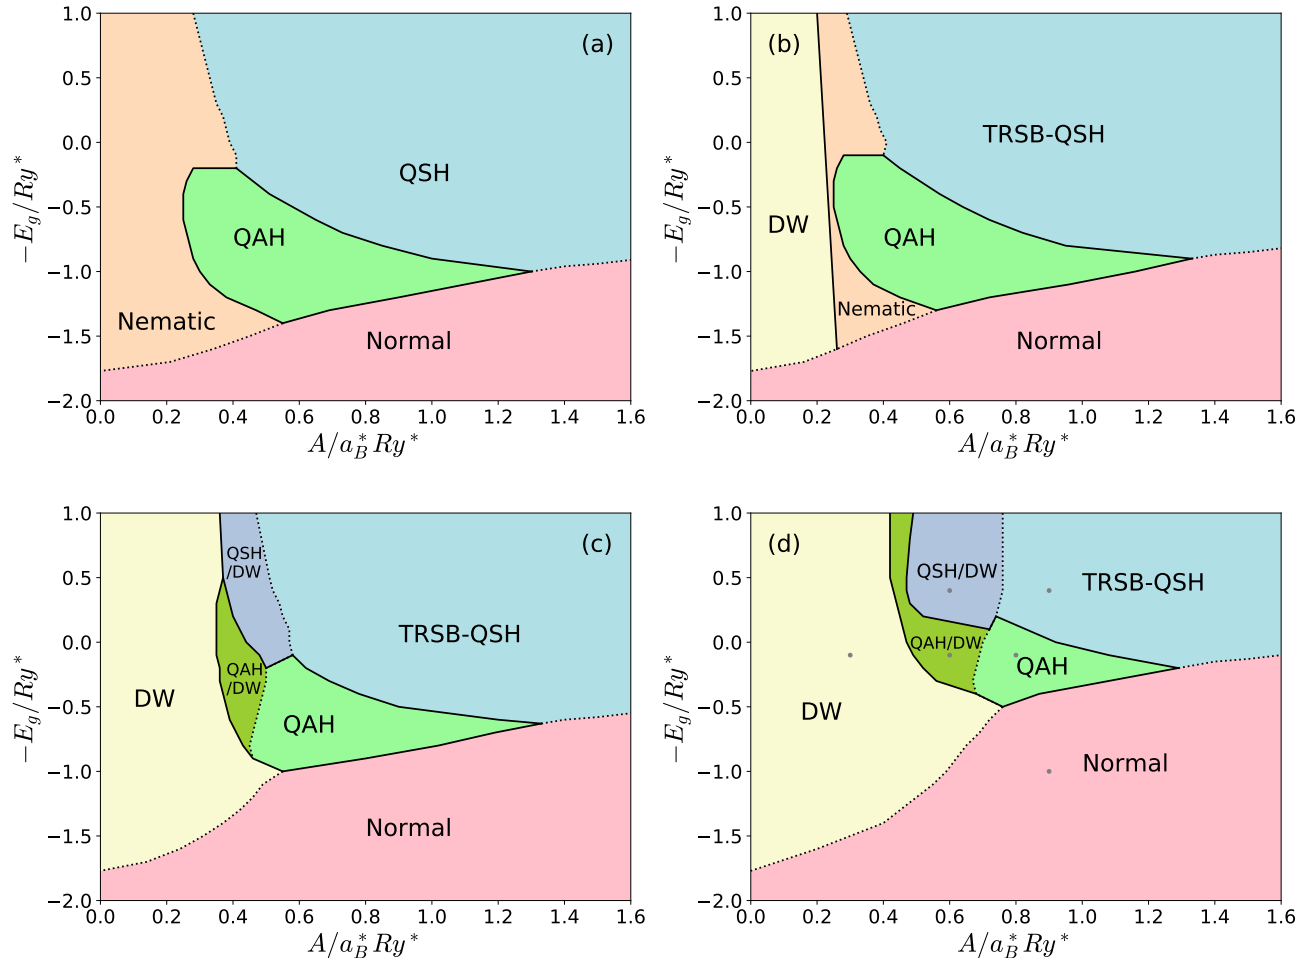 (a)
QSH
QAH
Nematic
Normal
1.0
0.5
0.0
−0.5
−1.0
−1.5
−2.0
0.0 0.2 0.4 0.6 0.8 1.0 1.2 1.4 1.6
−E_g/Ry*
A/a_B^* Ry*
(b)
TRSB-QSH
DW
QAH
Nematic
Normal
1.0
0.5
0.0
−0.5
−1.0
−1.5
−2.0
0.0 0.2 0.4 0.6 0.8 1.0 1.2 1.4 1.6
−E_g/Ry*
A/a_B^* Ry*
(c)
QSH
/DW
TRSB-QSH
QAH
/DW
DW
QAH
Normal
1.0
0.5
0.0
−0.5
−1.0
−1.5
−2.0
0.0 0.2 0.4 0.6 0.8 1.0 1.2 1.4 1.6
−E_g/Ry*
A/a_B^* Ry*
(d)
QSH/DW
TRSB-QSH
QAH/DW
QAH
DW
Normal
1.0
0.5
0.0
−0.5
−1.0
−1.5
−2.0
0.0 0.2 0.4 0.6 0.8 1.0 1.2 1.4 1.6
−E_g/Ry*
A/a_B^* Ry*